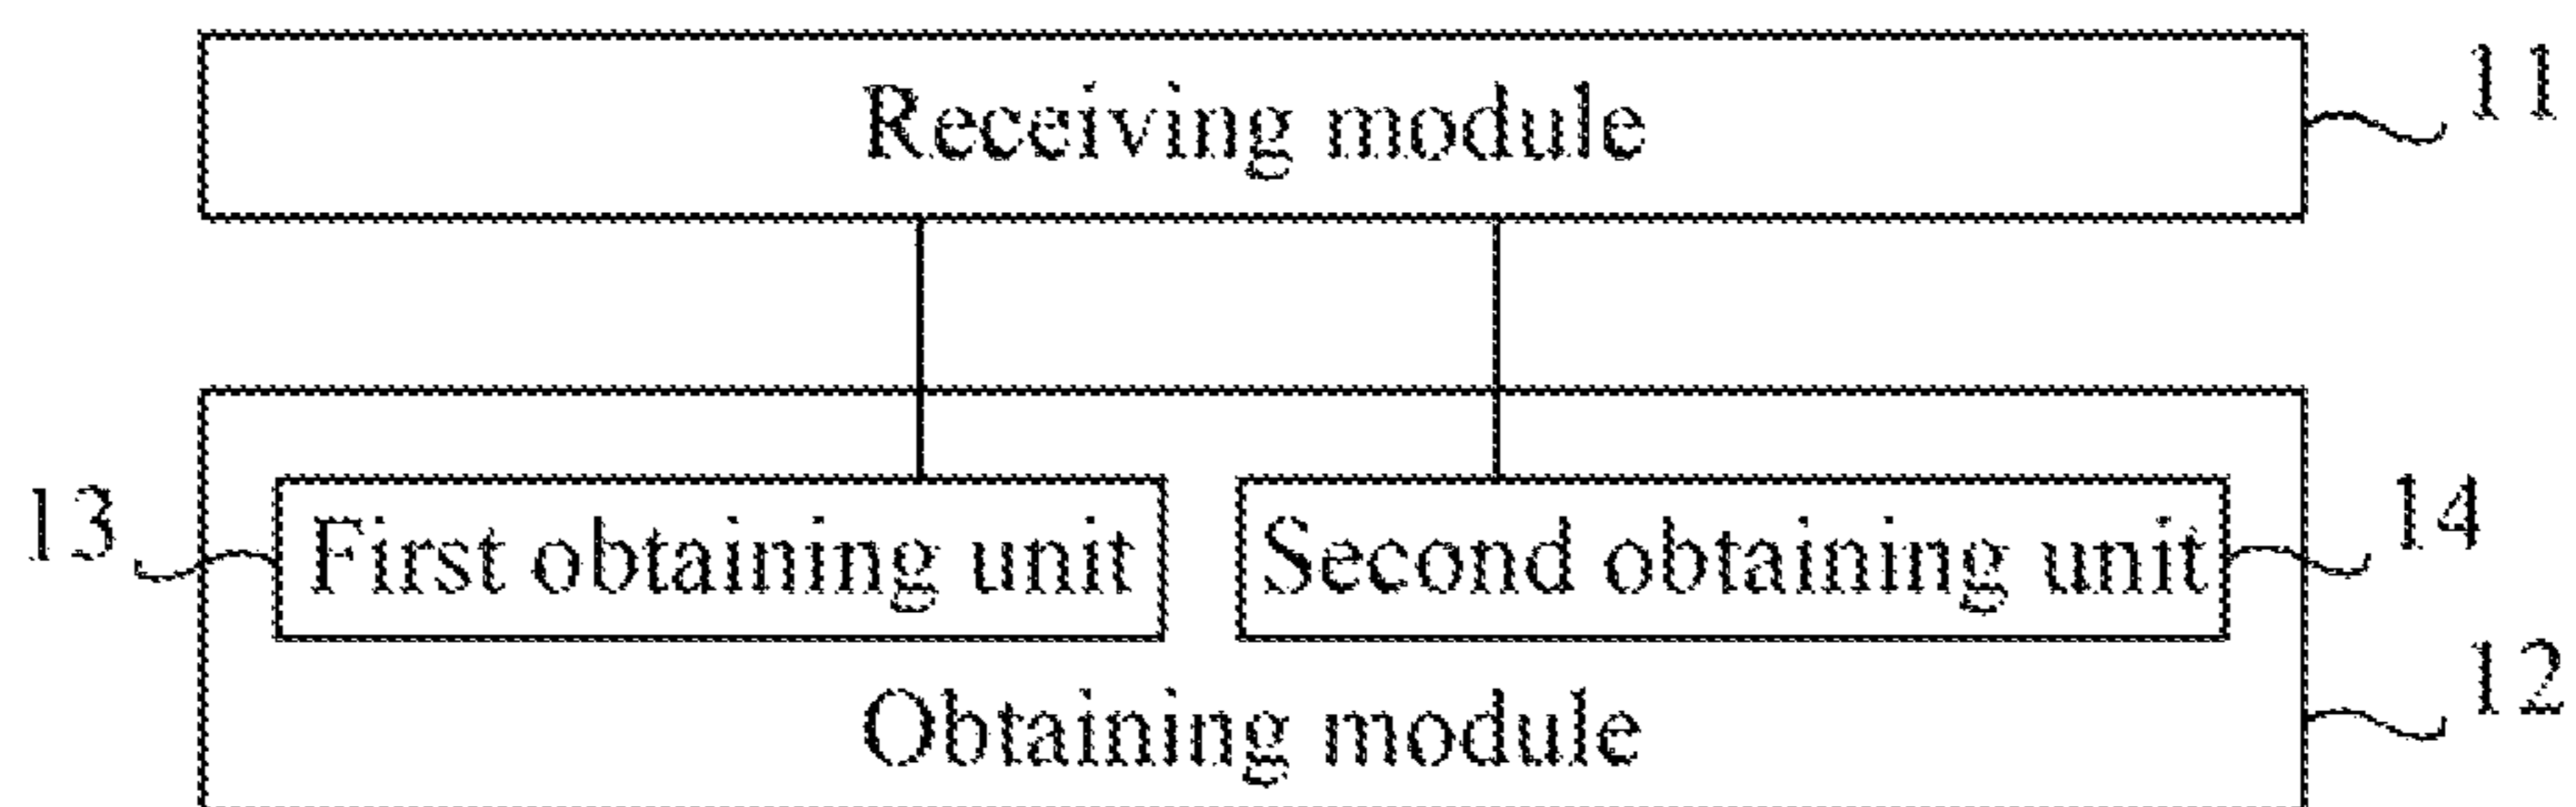 Receiving module 11
13 First obtaining unit Second obtaining unit 14
Obtaining module 12